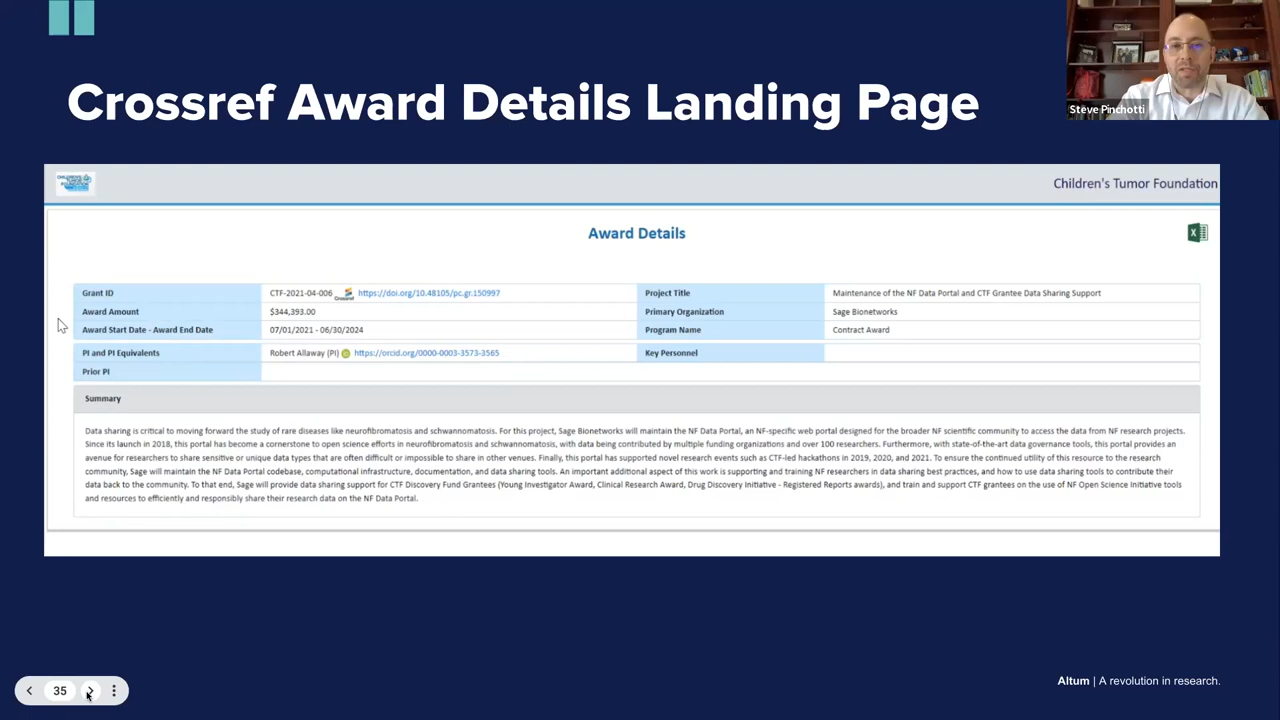 Crossref Award Details Landing Page
Steve Pinchotti
CHILDREN'S
TUMOR
FOUNDATION
Children's Tumor Foundation
Award Details
Grant ID
CTF-2021-04-006
Crossref
https://doi.org/10.48105/pc.gr.150997
Project Title
Maintenance of the NF Data Portal and CTF Grantee Data Sharing Support
Award Amount
$344,393.00
Primary Organization
Sage Bionetworks
Award Start Date - Award End Date
07/01/2021 - 06/30/2024
Program Name
Contract Award
PI and PI Equivalents
Robert Allaway (PI) iD https://orcid.org/0000-0003-3573-3565
Key Personnel
Prior PI
Summary
Data sharing is critical to moving forward the study of rare diseases like neurofibromatosis and schwannomatosis. For this project, Sage Bionetworks will maintain the NF Data Portal, an NF-specific web portal designed for the broader NF scientific community to access the data from NF research projects.
Since its launch in 2018, this portal has become a cornerstone to open science efforts in neurofibromatosis and schwannomatosis, with data being contributed by multiple funding organizations and over 100 researchers. Furthermore, with state-of-the-art data governance tools, this portal provides an
avenue for researchers to share sensitive or unique data types that are often difficult or impossible to share in other venues. Finally, this portal has supported novel research events such as CTF-led hackathons in 2019, 2020, and 2021. To ensure the continued utility of this resource to the research
community, Sage will maintain the NF Data Portal codebase, computational infrastructure, documentation, and data sharing tools. An important additional aspect of this work is supporting and training NF researchers in data sharing best practices, and how to use data sharing tools to contribute their
data back to the community. To that end, Sage will provide data sharing support for CTF Discovery Fund Grantees (Young Investigator Award, Clinical Research Award, Drug Discovery Initiative - Registered Reports awards), and train and support CTF grantees on the use of NF Open Science Initiative tools
and resources to efficiently and responsibly share their research data on the NF Data Portal.
35
Altum | A revolution in research.